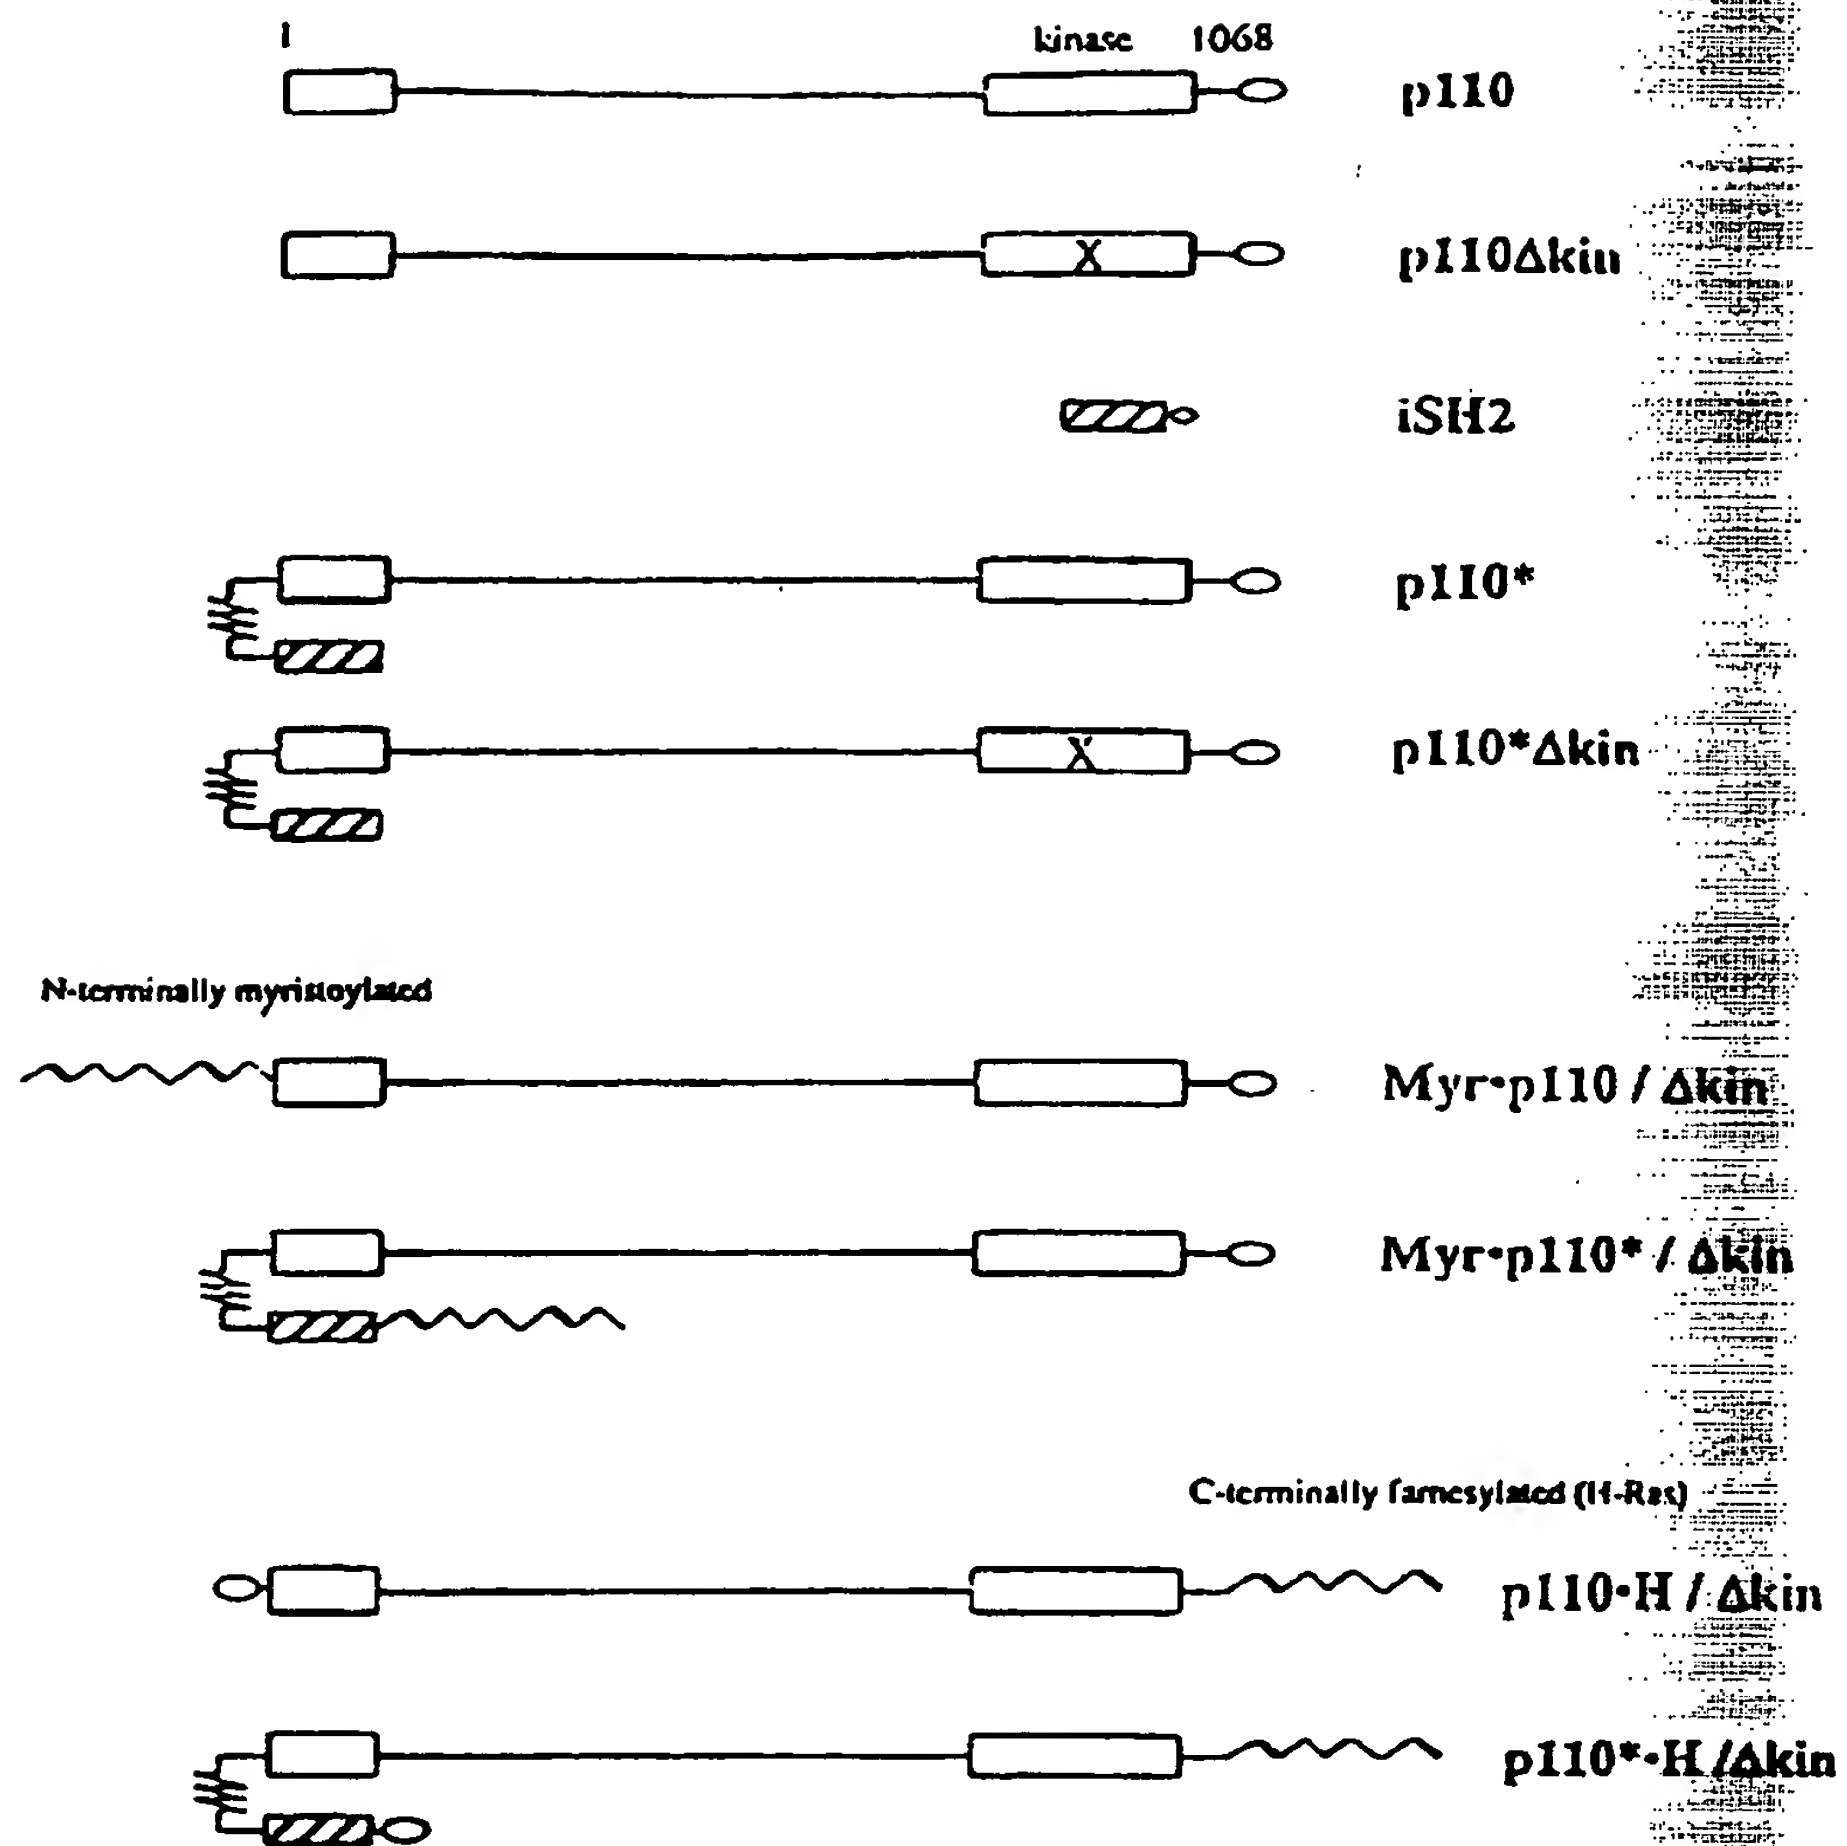 1 kinase 1068
p110
X p110Δkin
iSH2
p110*
X p110*Δkin
N-terminally myristoylated
Myr•p110 / Δkin
Myr•p110* / Δkin
C-terminally farnesylated (H-Ras)
p110•H / Δkin
p110*•H /Δkin